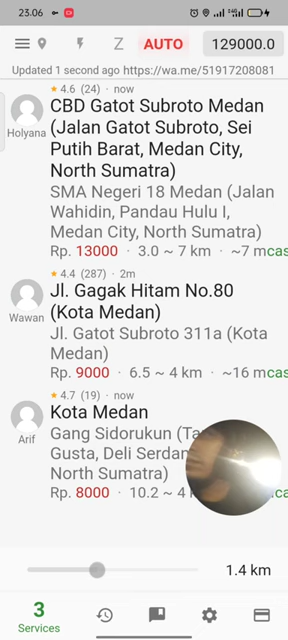 23.06
Z AUTO 129000.0
Updated 1 second ago https://wa.me/51917208081
4.6 (24) · now
Holyana
CBD Gatot Subroto Medan
(Jalan Gatot Subroto, Sei
Putih Barat, Medan City,
North Sumatra)
SMA Negeri 18 Medan (Jalan
Wahidin, Pandau Hulu I,
Medan City, North Sumatra)
Rp. 13000 · 3.0 ~ 7 km · ~7 mcas
4.4 (287) · 2m
Wawan
Jl. Gagak Hitam No.80
(Kota Medan)
Jl. Gatot Subroto 311a (Kota
Medan)
Rp. 9000 · 6.5 ~ 4 km · ~16 mcas
4.7 (19) · now
Arif
Kota Medan
Gang Sidorukun (Ta
Gusta, Deli Serdan
North Sumatra)
Rp. 8000 · 10.2 ~ 4
1.4 km
3
Services